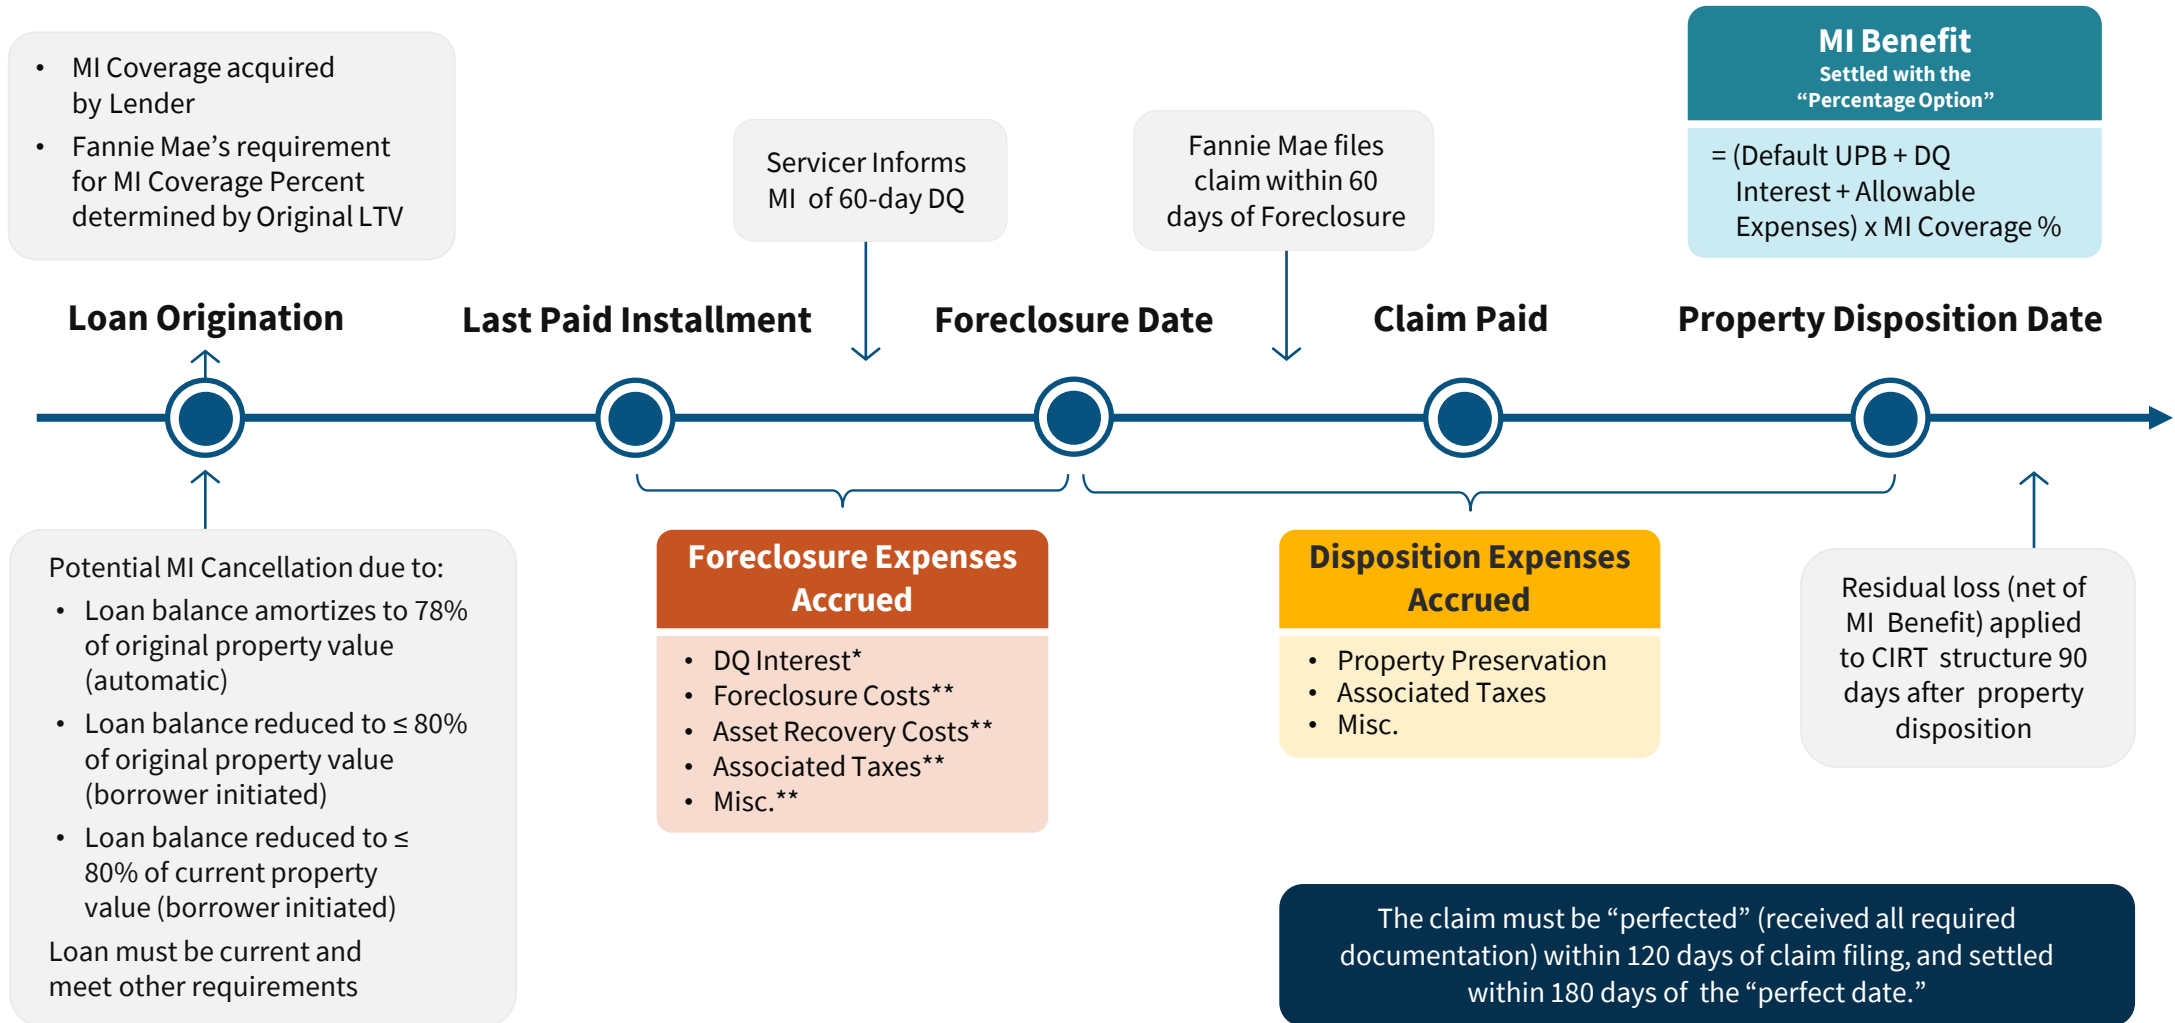 • MI Coverage acquired
by Lender
• Fannie Mae’s requirement
for MI Coverage Percent
determined by Original LTV
Servicer Informs
MI of 60-day DQ
Fannie Mae files
claim within 60
days of Foreclosure
MI Benefit
Settled with the
“Percentage Option”
= (Default UPB + DQ
Interest + Allowable
Expenses) x MI Coverage %
Loan Origination
Last Paid Installment
Foreclosure Date
Claim Paid
Property Disposition Date
Potential MI Cancellation due to:
• Loan balance amortizes to 78%
of original property value
(automatic)
• Loan balance reduced to ≤ 80%
of original property value
(borrower initiated)
• Loan balance reduced to ≤
80% of current property
value (borrower initiated)
Loan must be current and
meet other requirements
Foreclosure Expenses
Accrued
• DQ Interest*
• Foreclosure Costs**
• Asset Recovery Costs**
• Associated Taxes**
• Misc.**
Disposition Expenses
Accrued
• Property Preservation
• Associated Taxes
• Misc.
Residual loss (net of
MI Benefit) applied
to CIRT structure 90
days after property
disposition
The claim must be “perfected” (received all required
documentation) within 120 days of claim filing, and settled
within 180 days of the “perfect date.”